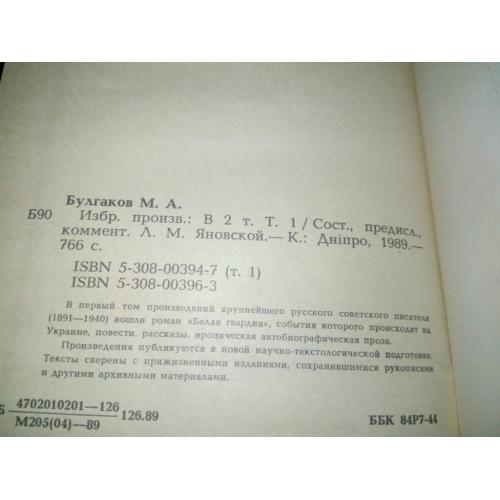 Булгаков М. А.
Б90 Избр. произв.: В 2 т. Т. 1 / Сост., предисл.,
коммент. Л. М. Яновской.— К.: Дніпро, 1989.—
766 с.
ISBN 5-308-00394-7 (т. 1)
ISBN 5-308-00396-3
В первый том произведений крупнейшего русского советского писателя
(1891—1940) вошли роман «Белая гвардия», события которого происходят на
Украине, повести, рассказы, ироническая автобиографическая проза.
Произведения публикуются в новой научно-текстологической подготовке.
Тексты сверены с прижизненными изданиями, сохранившимися рукописями
и другими архивными материалами.
Б 4702010201—126
М205(04)—89 126.89
ББК 84Р7-44